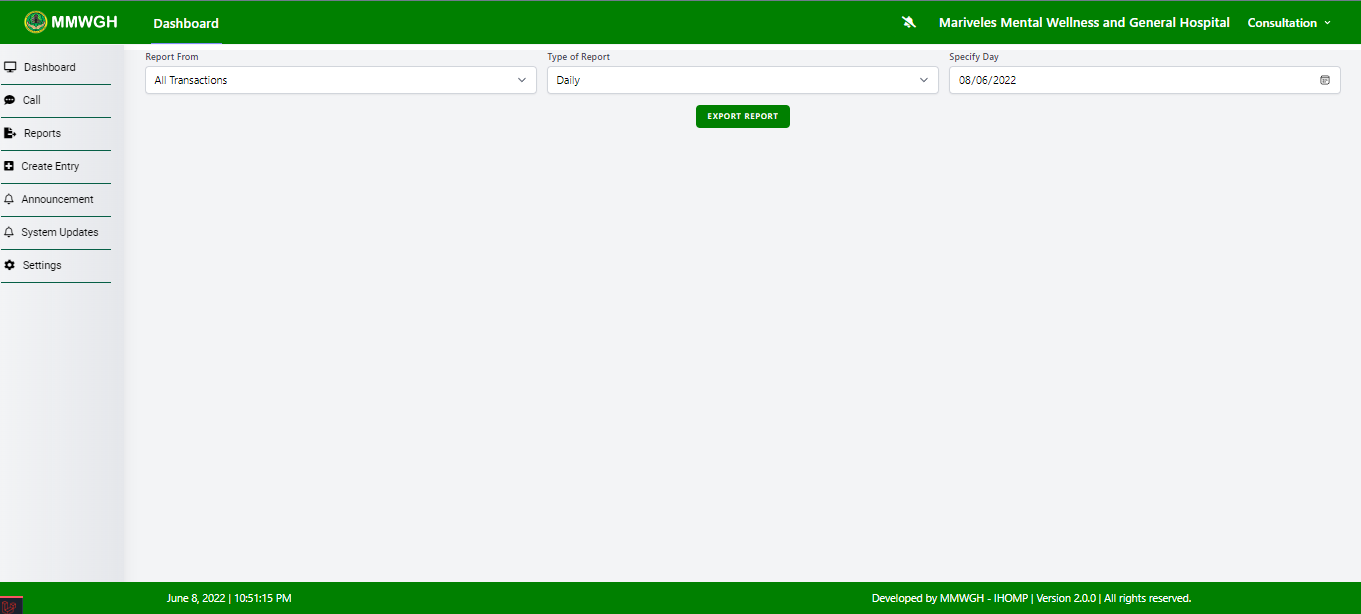 MMWGH Dashboard Mariveles Mental Wellness and General Hospital Consultation
Dashboard
Call
Reports
Create Entry
Announcement
System Updates
Settings
Report From Type of Report Specify Day
All Transactions Daily 08/06/2022
EXPORT REPORT
June 8, 2022 | 10:51:15 PM Developed by MMWGH - IHOMP | Version 2.0.0 | All rights reserved.